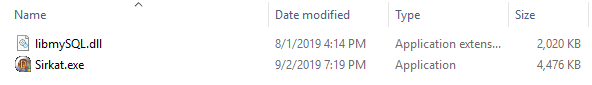 Name Date modified Type Size
libmySQL.dll 8/1/2019 4:14 PM Application extens... 2,020 KB
Sirkat.exe 9/2/2019 7:19 PM Application 4,476 KB